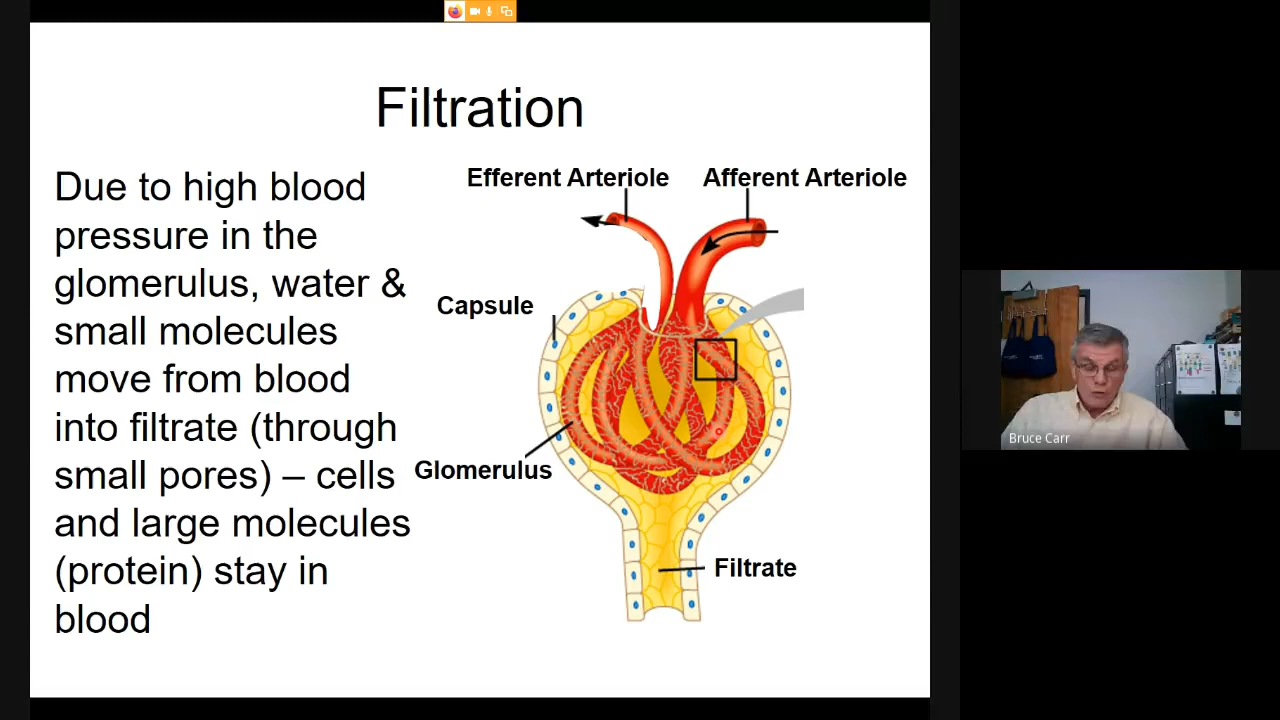 Filtration
Due to high blood
pressure in the
glomerulus, water &
small molecules
move from blood
into filtrate (through
small pores) – cells
and large molecules
(protein) stay in
blood
Efferent Arteriole
Afferent Arteriole
Capsule
Glomerulus
Filtrate
Bruce Carr